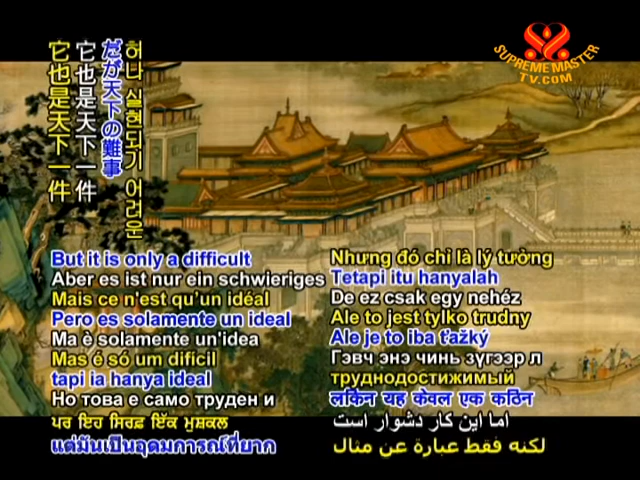 SUPREME MASTER
TV.COM
허나 실현되기 어려운
だが天下の難事
它也是天下一件
它也是天下一件
But it is only a difficult
Aber es ist nur ein schwieriges
Mais ce n'est qu'un idéal
Pero es solamente un ideal
Ma è solamente un'idea
Mas é só um difícil
tapi ia hanya ideal
Но това е само труден и
ਪਰ ਇਹ ਸਿਰਫ਼ ਇੱਕ ਮੁਸ਼ਕਲ
แต่มันเป็นอุดมการณ์ที่ยาก
Nhưng đó chỉ là lý tưởng
Tetapi itu hanyalah
De ez csak egy nehéz
Ale to jest tylko trudny
Ale je to iba ťažký
Гэвч энэ чинь зүгээр л
труднодостижимый
लेकिन यह केवल एक कठिन
اما این کار دشوار است
لكنه فقط عبارة عن مثال